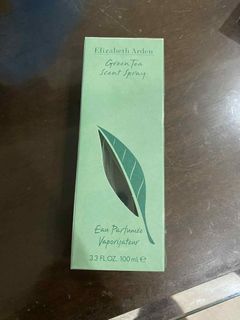 Elizabeth Arden
Green Tea
Scent Spray
Eau Parfumée
Vaporisateur
3.3 FL.OZ. 100 mL ℮